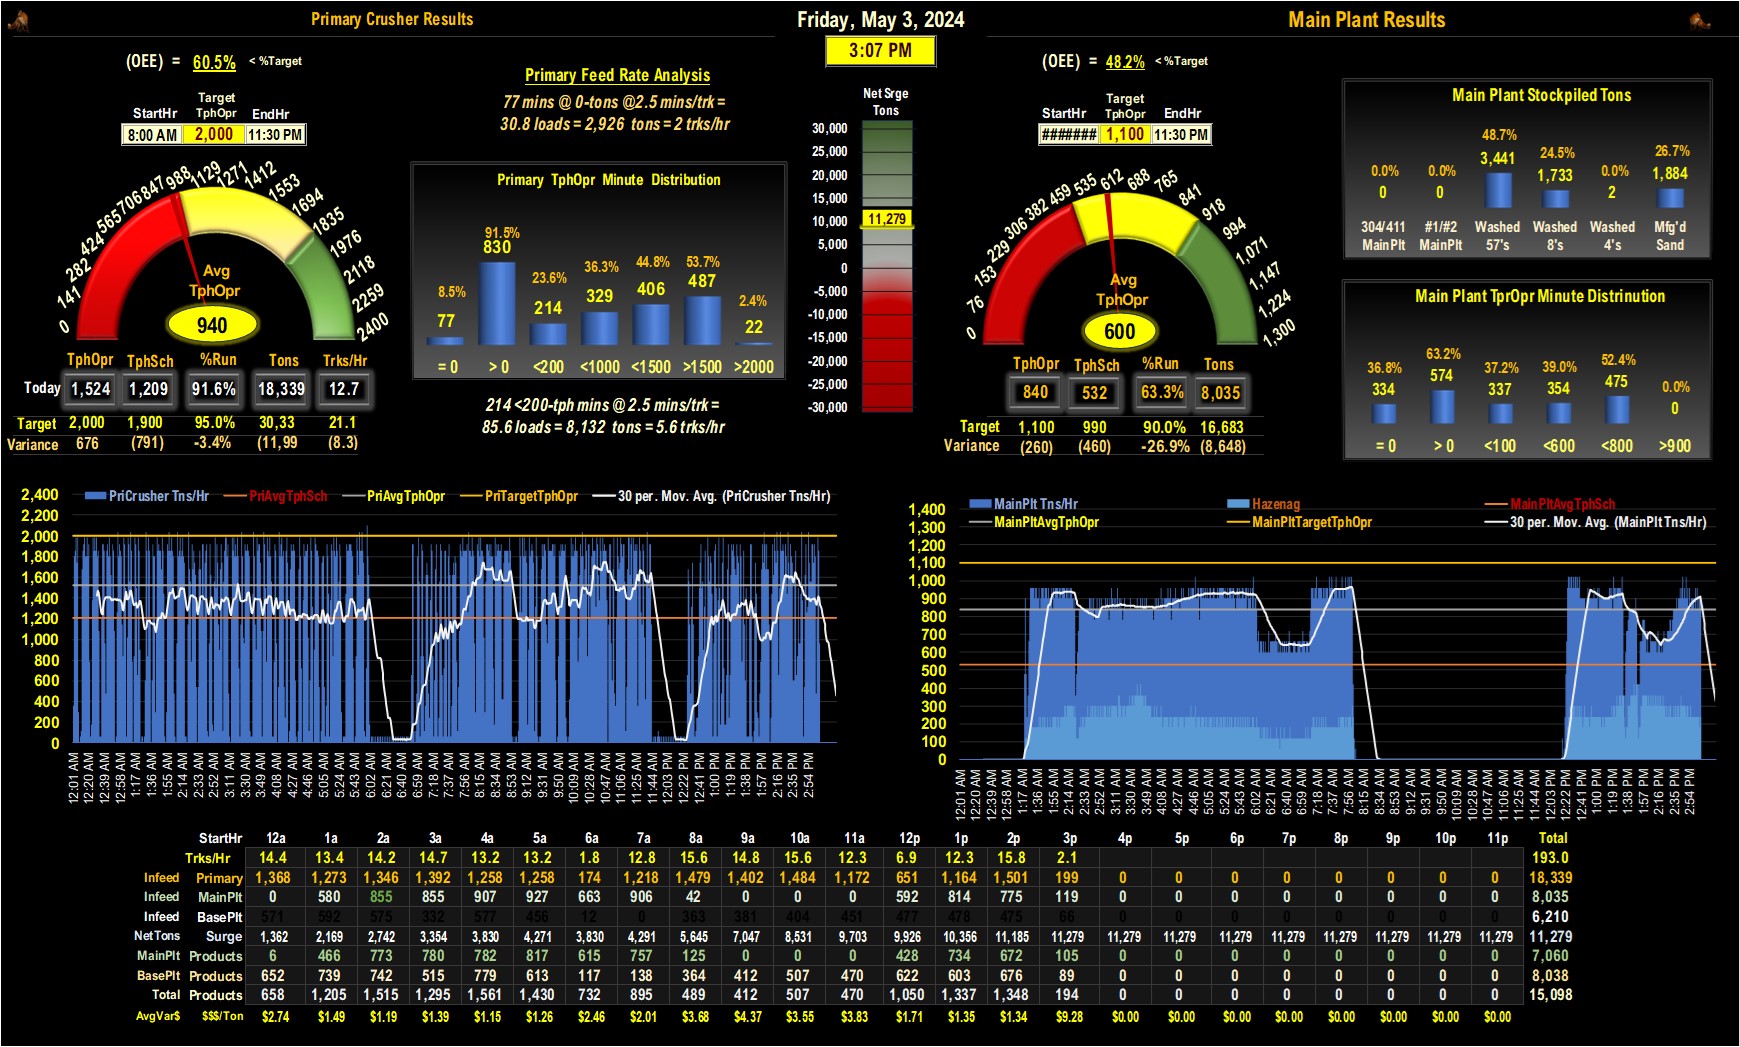 Primary Crusher Results
Friday, May 3, 2024
Main Plant Results
3:07 PM
(OEE) = 60.5% < %Target
Target
StartHr TphOpr EndHr
8:00 AM 2,000 11:30 PM
0 141 282 424 565 706 847 988 1129 1271 1412 1553 1694 1835 1976 2118 2259 2400
Avg
TphOpr
940
TphOpr TphSch %Run Tons Trks/Hr
Today 1,524 1,209 91.6% 18,339 12.7
Target 2,000 1,900 95.0% 30,33 21.1
Variance 676 (791) -3.4% (11,99 (8.3)
Primary Feed Rate Analysis
77 mins @ 0-tons @2.5 mins/trk =
30.8 loads = 2,926 tons = 2 trks/hr
Primary TphOpr Minute Distribution
8.5% 91.5% 23.6% 36.3% 44.8% 53.7% 2.4%
77 830 214 329 406 487 22
= 0 > 0 <200 <1000 <1500 >1500 >2000
214 <200-tph mins @ 2.5 mins/trk =
85.6 loads = 8,132 tons = 5.6 trks/hr
Net Srge
Tons
30,000
25,000
20,000
15,000
10,000
11,279
5,000
0
-5,000
-10,000
-15,000
-20,000
-25,000
-30,000
(OEE) = 48.2% < %Target
Target
StartHr TphOpr EndHr
####### 1,100 11:30 PM
0 76 153 229 306 382 459 535 612 688 765 841 918 994 1,071 1,147 1,224 1,300
Avg
TphOpr
600
TphOpr TphSch %Run Tons
840 532 63.3% 8,035
Target 1,100 990 90.0% 16,683
Variance (260) (460) -26.9% (8,648)
Main Plant Stockpiled Tons
0.0% 0.0% 48.7% 24.5% 0.0% 26.7%
0 0 3,441 1,733 2 1,884
304/411 #1/#2 Washed Washed Washed Mfg'd
MainPlt MainPlt 57's 8's 4's Sand
Main Plant TprOpr Minute Distrinution
36.8% 63.2% 37.2% 39.0% 52.4% 0.0%
334 574 337 354 475 0
= 0 > 0 <100 <600 <800 >900
PriCrusher Tns/Hr PriAvgTphSch PriAvgTphOpr PriTargetTphOpr 30 per. Mov. Avg. (PriCrusher Tns/Hr)
2,400
2,200
2,000
1,800
1,600
1,400
1,200
1,000
800
600
400
200
0
12:01 AM 12:20 AM 12:39 AM 12:58 AM 1:17 AM 1:36 AM 1:55 AM 2:14 AM 2:33 AM 2:52 AM 3:11 AM 3:30 AM 3:49 AM 4:08 AM 4:27 AM 4:46 AM 5:05 AM 5:24 AM 5:43 AM 6:02 AM 6:21 AM 6:40 AM 6:59 AM 7:18 AM 7:37 AM 7:56 AM 8:15 AM 8:34 AM 8:53 AM 9:12 AM 9:31 AM 9:50 AM 10:09 AM 10:28 AM 10:47 AM 11:06 AM 11:25 AM 11:44 AM 12:03 PM 12:22 PM 12:41 PM 1:00 PM 1:19 PM 1:38 PM 1:57 PM 2:16 PM 2:35 PM 2:54 PM
MainPlt Tns/Hr Hazenag MainPltAvgTphSch
MainPltAvgTphOpr MainPltTargetTphOpr 30 per. Mov. Avg. (MainPlt Tns/Hr)
1,400
1,300
1,200
1,100
1,000
900
800
700
600
500
400
300
200
100
0
12:01 AM 12:20 AM 12:39 AM 12:58 AM 1:17 AM 1:36 AM 1:55 AM 2:14 AM 2:33 AM 2:52 AM 3:11 AM 3:30 AM 3:49 AM 4:08 AM 4:27 AM 4:46 AM 5:05 AM 5:24 AM 5:43 AM 6:02 AM 6:21 AM 6:40 AM 6:59 AM 7:18 AM 7:37 AM 7:56 AM 8:15 AM 8:34 AM 8:53 AM 9:12 AM 9:31 AM 9:50 AM 10:09 AM 10:28 AM 10:47 AM 11:06 AM 11:25 AM 11:44 AM 12:03 PM 12:22 PM 12:41 PM 1:00 PM 1:19 PM 1:38 PM 1:57 PM 2:16 PM 2:35 PM 2:54 PM
StartHr 12a 1a 2a 3a 4a 5a 6a 7a 8a 9a 10a 11a 12p 1p 2p 3p 4p 5p 6p 7p 8p 9p 10p 11p Total
Trks/Hr 14.4 13.4 14.2 14.7 13.2 13.2 1.8 12.8 15.6 14.8 15.6 12.3 6.9 12.3 15.8 2.1 193.0
Infeed Primary 1,368 1,273 1,346 1,392 1,258 1,258 174 1,218 1,479 1,402 1,484 1,172 651 1,164 1,501 199 0 0 0 0 0 0 0 0 18,339
Infeed MainPlt 0 580 855 855 907 927 663 906 42 0 0 0 592 814 775 119 0 0 0 0 0 0 0 0 8,035
Infeed BasePlt 571 592 575 332 577 456 12 0 363 381 404 451 477 478 475 66 0 0 0 0 0 0 0 0 6,210
NetTons Surge 1,362 2,169 2,742 3,354 3,830 4,271 3,830 4,291 5,645 7,047 8,531 9,703 9,926 10,356 11,185 11,279 11,279 11,279 11,279 11,279 11,279 11,279 11,279 11,279 11,279
MainPlt Products 6 466 773 780 782 817 615 757 125 0 0 0 428 734 672 105 0 0 0 0 0 0 0 0 7,060
BasePlt Products 652 739 742 515 779 613 117 138 364 412 507 470 622 603 676 89 0 0 0 0 0 0 0 0 8,038
Total Products 658 1,205 1,515 1,295 1,561 1,430 732 895 489 412 507 470 1,050 1,337 1,348 194 0 0 0 0 0 0 0 0 15,098
AvgVar$ $$$/Ton $2.74 $1.49 $1.19 $1.39 $1.15 $1.26 $2.46 $2.01 $3.68 $4.37 $3.55 $3.83 $1.71 $1.35 $1.34 $9.28 $0.00 $0.00 $0.00 $0.00 $0.00 $0.00 $0.00 $0.00